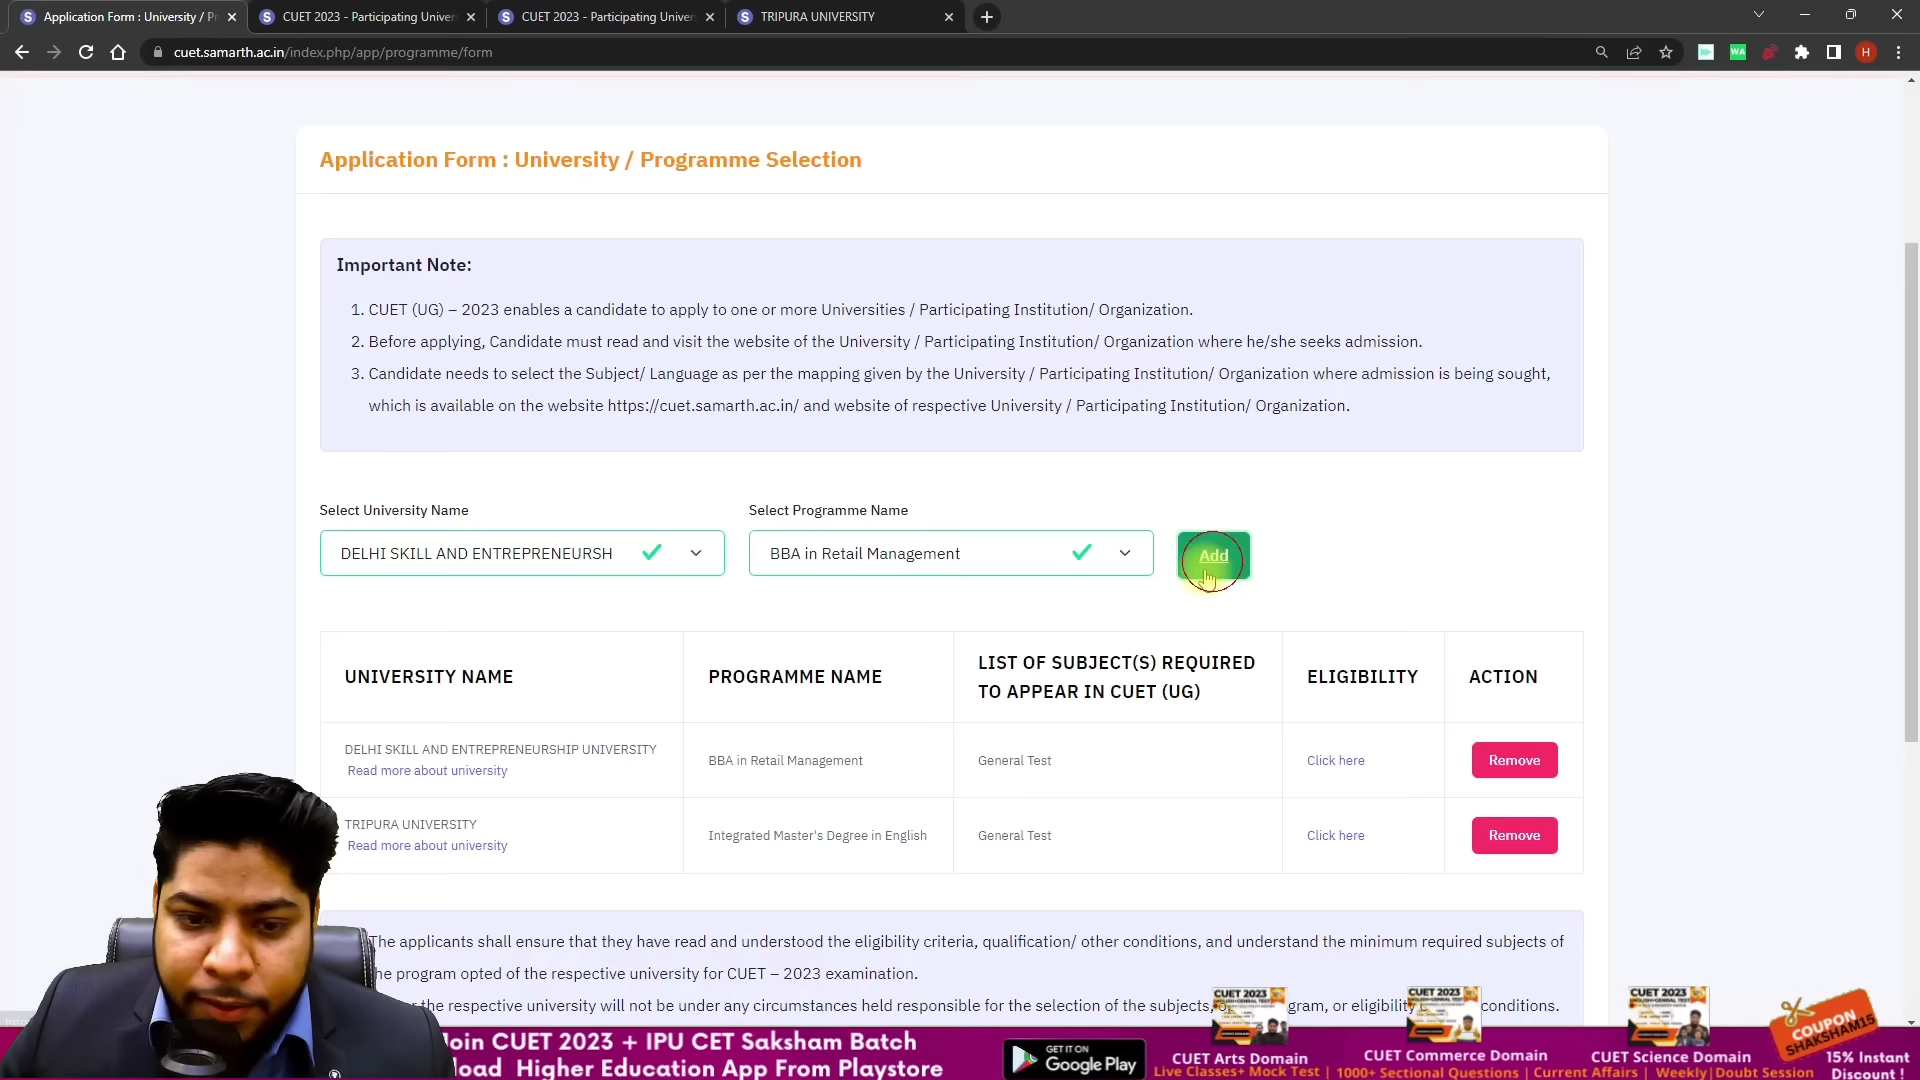 Application Form : University / P
CUET 2023 - Participating Univer
CUET 2023 - Participating Univer
TRIPURA UNIVERSITY
cuet.samarth.ac.in/index.php/app/programme/form
WA
H
Application Form : University / Programme Selection
Important Note:
1. CUET (UG) – 2023 enables a candidate to apply to one or more Universities / Participating Institution/ Organization.
2. Before applying, Candidate must read and visit the website of the University / Participating Institution/ Organization where he/she seeks admission.
3. Candidate needs to select the Subject/ Language as per the mapping given by the University / Participating Institution/ Organization where admission is being sought,
which is available on the website https://cuet.samarth.ac.in/ and website of respective University / Participating Institution/ Organization.
Select University Name
Select Programme Name
DELHI SKILL AND ENTREPRENEURSH
BBA in Retail Management
Add
UNIVERSITY NAME
PROGRAMME NAME
LIST OF SUBJECT(S) REQUIRED
TO APPEAR IN CUET (UG)
ELIGIBILITY
ACTION
DELHI SKILL AND ENTREPRENEURSHIP UNIVERSITY
Read more about university
BBA in Retail Management
General Test
Click here
Remove
TRIPURA UNIVERSITY
Read more about university
Integrated Master's Degree in English
General Test
Click here
Remove
The applicants shall ensure that they have read and understood the eligibility criteria, qualification/ other conditions, and understand the minimum required subjects of
he program opted of the respective university for CUET – 2023 examination.
r the respective university will not be under any circumstances held responsible for the selection of the subjects, gram, or eligibility conditions.
oin CUET 2023 + IPU CET Saksham Batch
load Higher Education App From Playstore
GET IT ON
Google Play
CUET 2023
CUET Arts Domain
CUET 2023
CUET Commerce Domain
CUET 2023
CUET Science Domain
Live Classes+ Mock Test | 1000+ Sectional Questions | Current Affairs | Weekly|Doubt Session
COUPON
SHAKSHAM15
15% Instant
Discount !